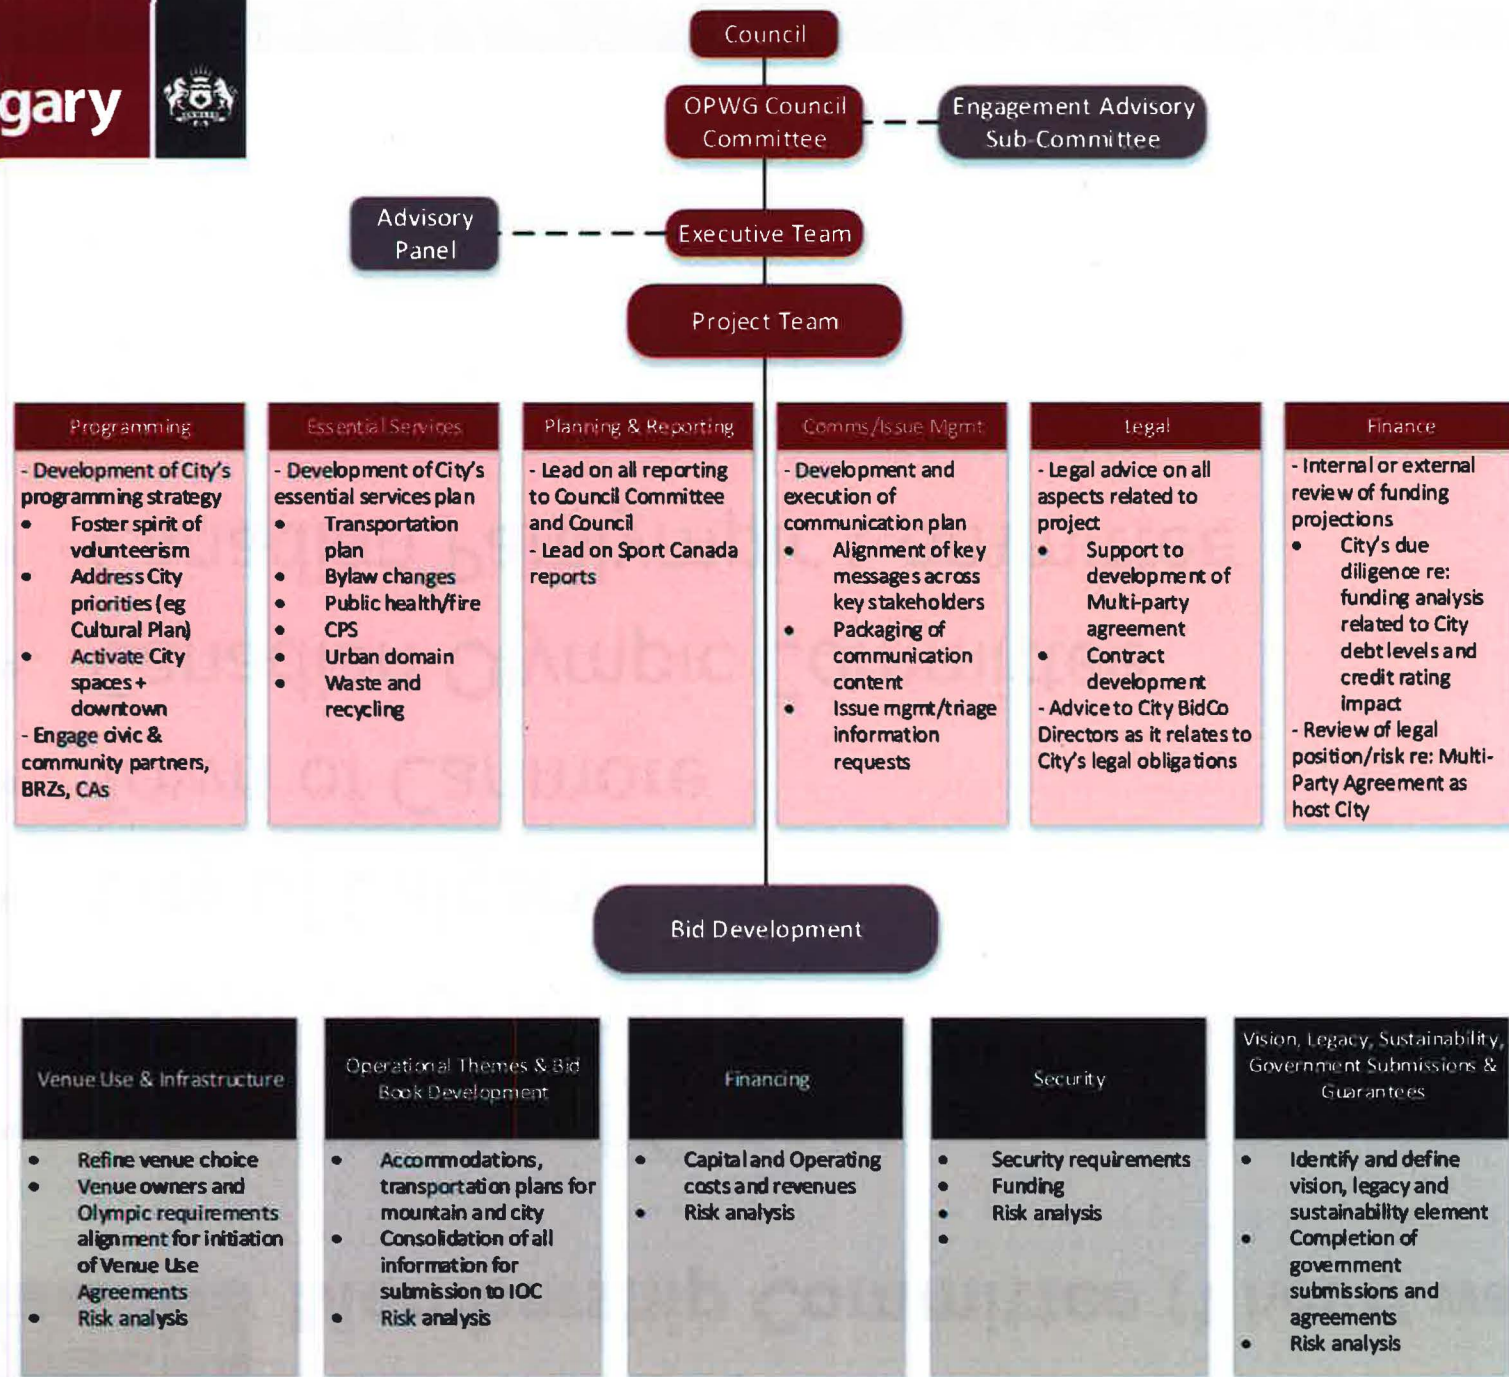 gary
Council
OPWG Council
Committee
Engagement Advisory
Sub-Committee
Advisory
Panel
Executive Team
Project Team
Programming
- Development of City's
programming strategy
• Foster spirit of
volunteerism
• Address City
priorities (eg
Cultural Plan)
• Activate City
spaces +
downtown
- Engage civic &
community partners,
BRZs, CAs
Essential Services
- Development of City's
essential services plan
• Transportation
plan
• Bylaw changes
• Public health/fire
• CPS
• Urban domain
• Waste and
recycling
Planning & Reporting
- Lead on all reporting
to Council Committee
and Council
- Lead on Sport Canada
reports
Comms/Issue Mgmt
- Development and
execution of
communication plan
• Alignment of key
messages across
key stakeholders
• Packaging of
communication
content
• Issue mgmt/triage
information
requests
Legal
- Legal advice on all
aspects related to
project
• Support to
development of
Multi-party
agreement
• Contract
development
- Advice to City BidCo
Directors as it relates to
City's legal obligations
Finance
- Internal or external
review of funding
projections
• City's due
diligence re:
funding analysis
related to City
debt levels and
credit rating
impact
- Review of legal
position/risk re: Multi-
Party Agreement as
host City
Bid Development
Venue Use & Infrastructure
• Refine venue choice
• Venue owners and
Olympic requirements
alignment for initiation
of Venue Use
Agreements
• Risk analysis
Operational Themes & Bid
Book Development
• Accommodations,
transportation plans for
mountain and city
• Consolidation of all
information for
submission to IOC
• Risk analysis
Financing
• Capital and Operating
costs and revenues
• Risk analysis
Security
• Security requirements
• Funding
• Risk analysis
•
Vision, Legacy, Sustainability,
Government Submissions &
Guarantees
• Identify and define
vision, legacy and
sustainability element
• Completion of
government
submissions and
agreements
• Risk analysis